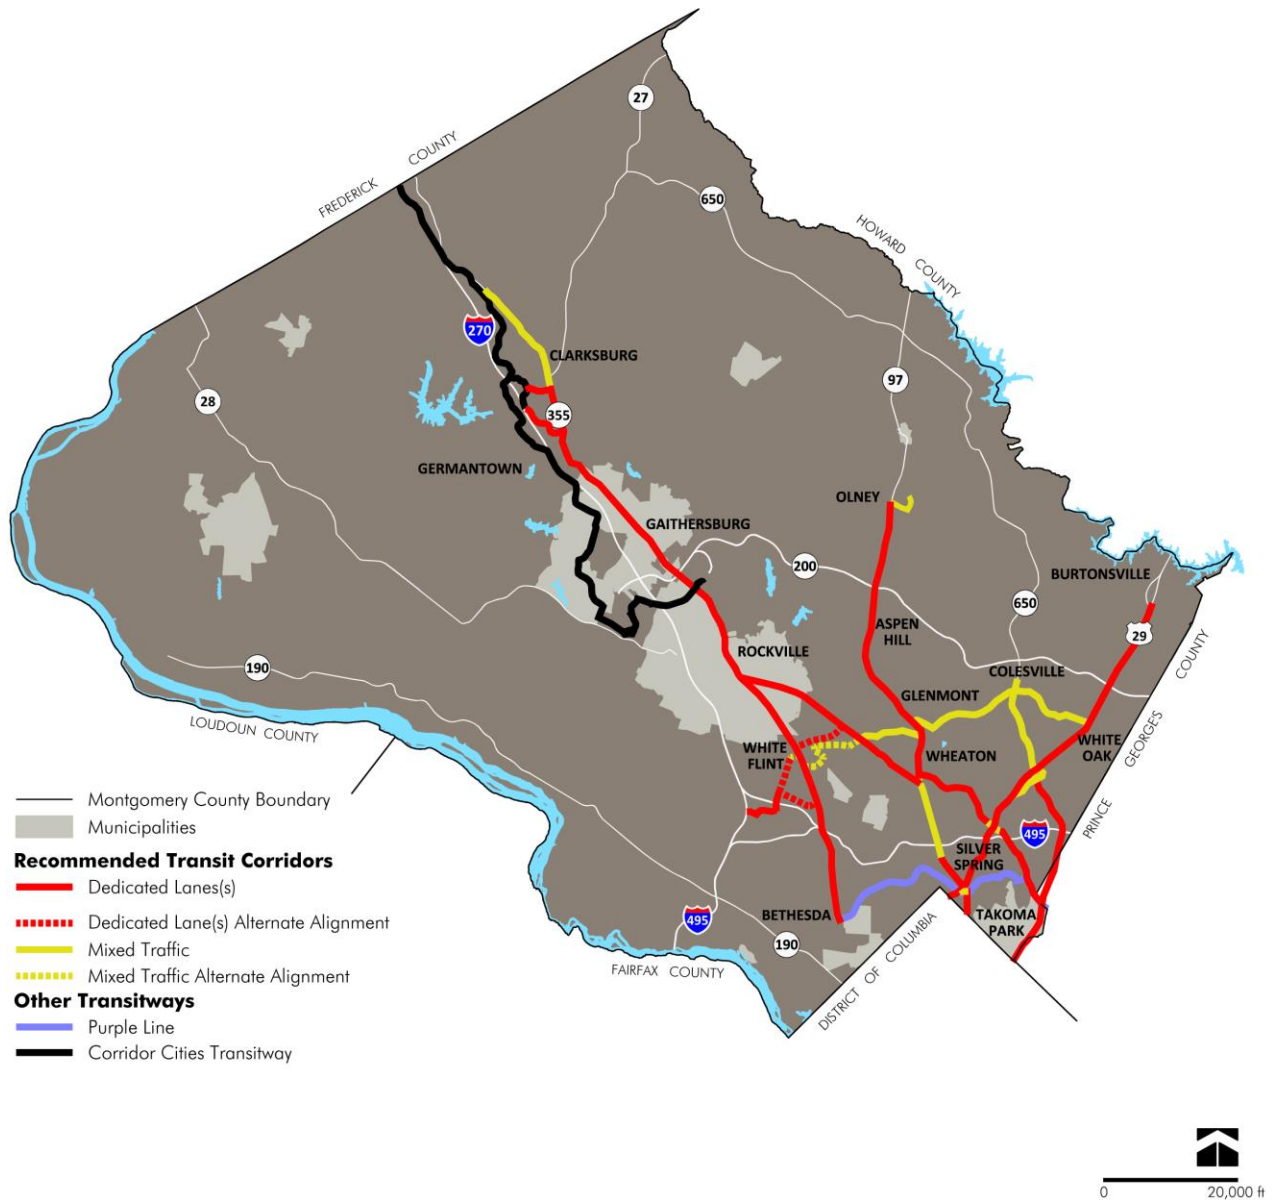 27
FREDERICK COUNTY
650
HOWARD COUNTY
270
CLARKSBURG
97
28
355
GERMANTOWN
OLNEY
GAITHERSBURG
200
BURTONSVILLE
650
29
ASPEN
HILL
ROCKVILLE
190
COLESVILLE
GLENMONT
LOUDOUN COUNTY
WHITE
FLINT
WHEATON
WHITE
OAK
PRINCE GEORGE'S COUNTY
495
SILVER
SPRING
BETHESDA
TAKOMA
PARK
495
190
FAIRFAX COUNTY
DISTRICT OF COLUMBIA
Montgomery County Boundary
Municipalities
Recommended Transit Corridors
Dedicated Lanes(s)
Dedicated Lane(s) Alternate Alignment
Mixed Traffic
Mixed Traffic Alternate Alignment
Other Transitways
Purple Line
Corridor Cities Transitway
0 20,000 ft